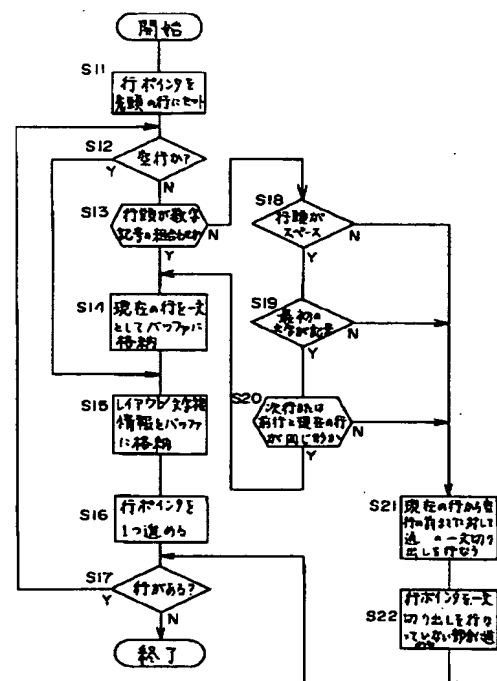 開始
S11
行ポインタを
先頭の行にセット
S12
空行か?
Y
N
S13
行頭が数字
記号の組合せか
N
Y
S14
現在の行を一文
としてバッファに
格納
S15
レイアウト/文字種
情報をバッファ
に格納
S16
行ポインタを
1つ進める
S17
行がある?
Y
N
終了
S18
行頭が
スペース
N
Y
S19
最初の
文字が記号
N
Y
S20
次行または
前行と現在の行
が同じ形か
N
Y
S21
現在の行から空
行の前までに対して
通 の一文切り
出しを行なう
S22
行ポインタを一文
切り出しを行な
っていない部分